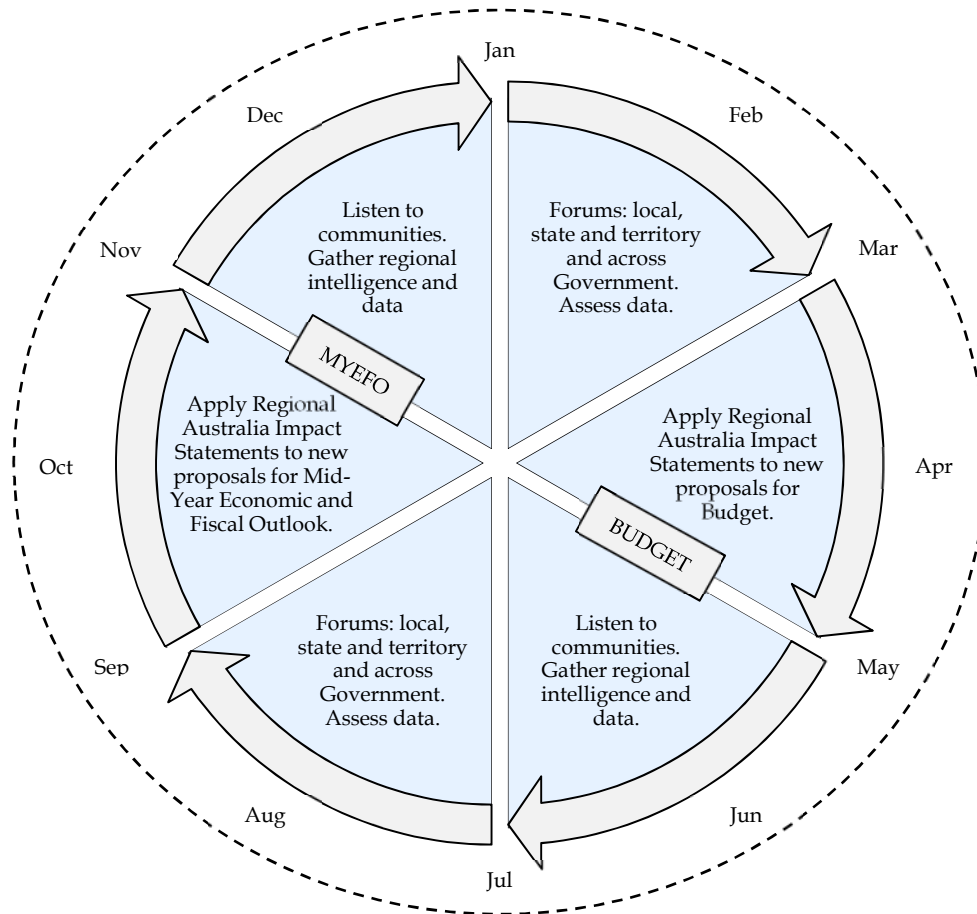 Jan
Feb
Mar
Apr
May
Jun
Jul
Aug
Sep
Oct
Nov
Dec
Forums: local,
state and territory
and across
Government.
Assess data.
Apply Regional
Australia Impact
Statements to new
proposals for
Budget.
BUDGET
Listen to
communities.
Gather regional
intelligence and
data.
Forums: local,
state and territory
and across
Government.
Assess data.
Apply Regional
Australia Impact
Statements to new
proposals for Mid-
Year Economic and
Fiscal Outlook.
MYEFO
Listen to
communities.
Gather regional
intelligence and
data